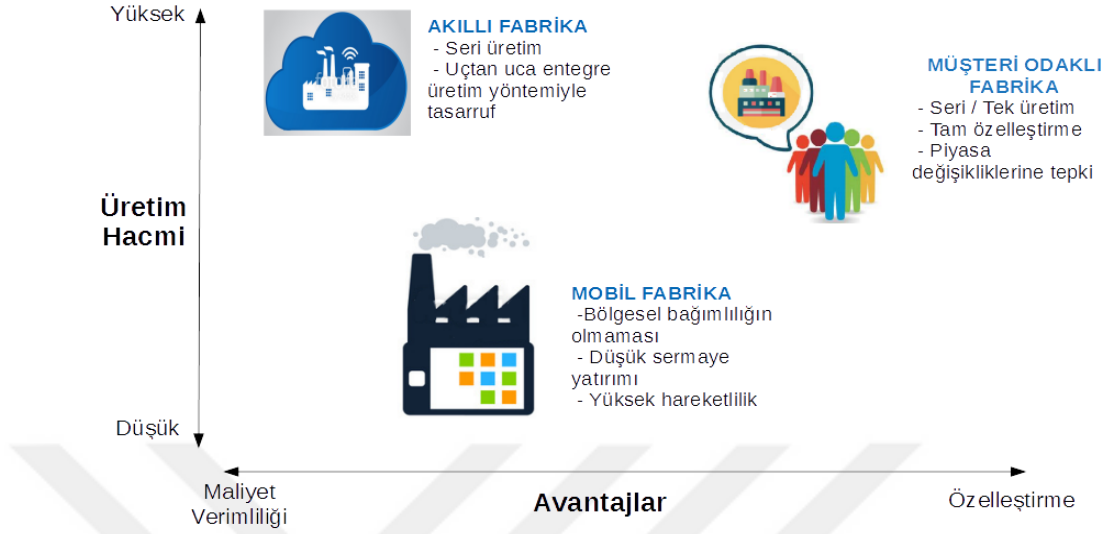 Yüksek
AKILLI FABRİKA
- Seri üretim
- Uçtan uca entegre
üretim yöntemiyle
tasarruf
MÜŞTERİ ODAKLI
FABRİKA
- Seri / Tek üretim
- Tam özelleştirme
- Piyasa
değişikliklerine tepki
Üretim
Hacmi
MOBİL FABRİKA
-Bölgesel bağımlılığın
olmaması
- Düşük sermaye
yatırımı
- Yüksek hareketlilik
Düşük
Maliyet
Verimliliği
Avantajlar
Özelleştirme